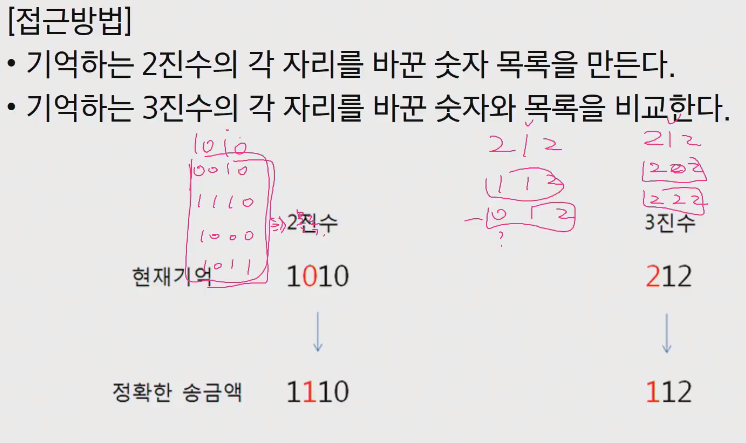 [접근방법]
• 기억하는 2진수의 각 자리를 바꾼 숫자 목록을 만든다.
• 기억하는 3진수의 각 자리를 바꾼 숫자와 목록을 비교한다.
1010
212
212
0010
112
202
1110
012
222
1000
?
1011
2진수
3진수
현재기억
1010
212
정확한 송금액
1110
112